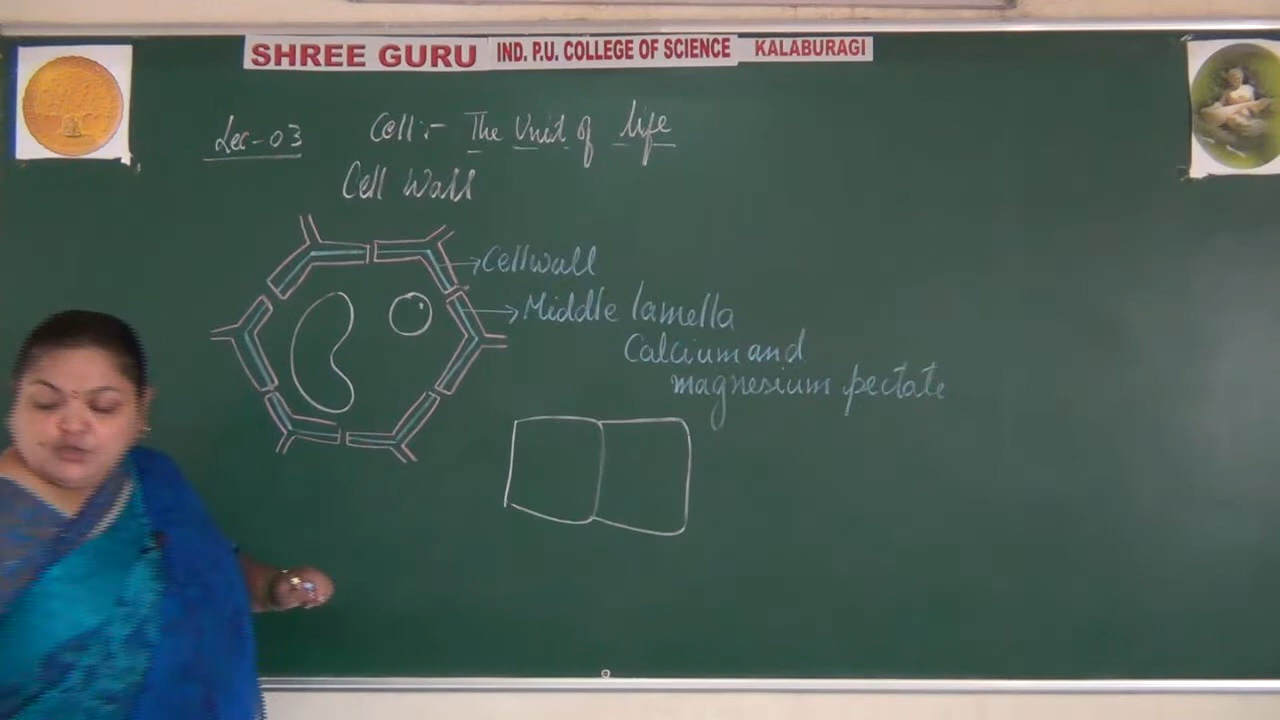 SHREE GURU IND. P.U. COLLEGE OF SCIENCE KALABURAGI
Lec-03 Cell:- The Unit of life
Cell Wall
Cellwall
Middle lamella
Calcium and
magnesium pectate